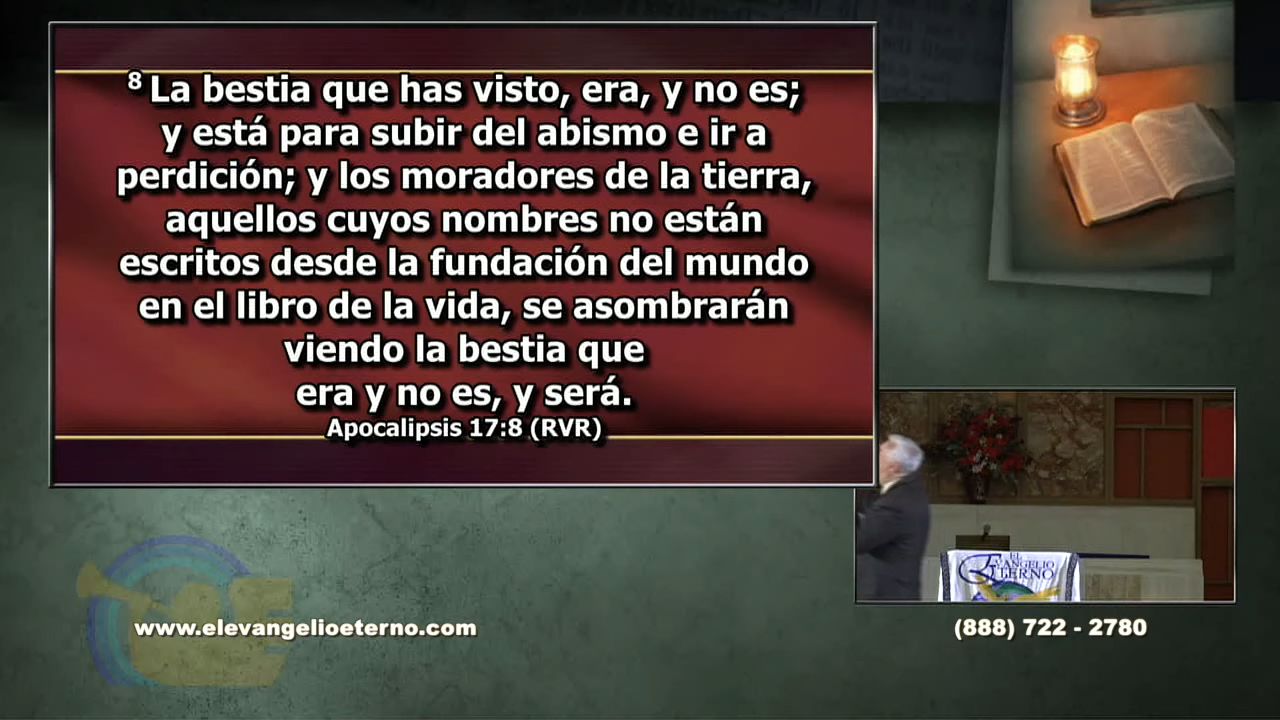 8 La bestia que has visto, era, y no es;
y está para subir del abismo e ir a
perdición; y los moradores de la tierra,
aquellos cuyos nombres no están
escritos desde la fundación del mundo
en el libro de la vida, se asombrarán
viendo la bestia que
era y no es, y será.
Apocalipsis 17:8 (RVR)
EL
EVANGELIO
ETERNO
www.elevangelioeterno.com
(888) 722 - 2780